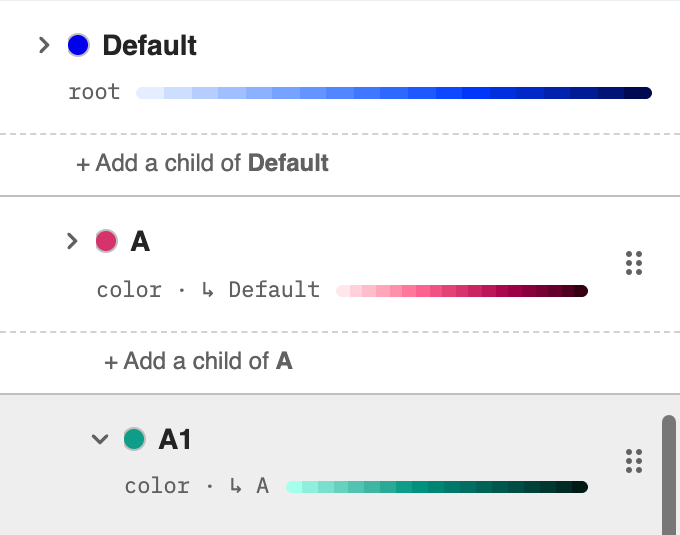 Default
root
+ Add a child of Default
A
color · ↳ Default
+ Add a child of A
A1
color · ↳ A